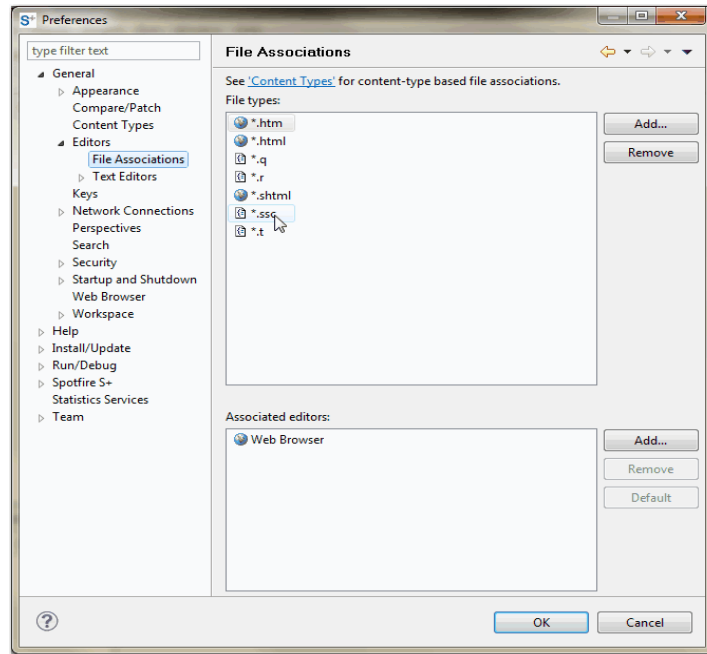 S+ Preferences
type filter text
General
Appearance
Compare/Patch
Content Types
Editors
File Associations
Text Editors
Keys
Network Connections
Perspectives
Search
Security
Startup and Shutdown
Web Browser
Workspace
Help
Install/Update
Run/Debug
Spotfire S+
Statistics Services
Team
File Associations
See 'Content Types' for content-type based file associations.
File types:
*.htm
*.html
*.q
*.r
*.shtml
*.ssc
*.t
Add...
Remove
Associated editors:
Web Browser
Add...
Remove
Default
?
OK
Cancel